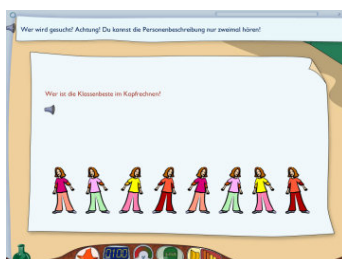 Wer wird gesucht? Achtung! Du kannst die Personenbeschreibung nur zweimal hören!
Wer ist die Klassenbeste im Kopfrechnen?